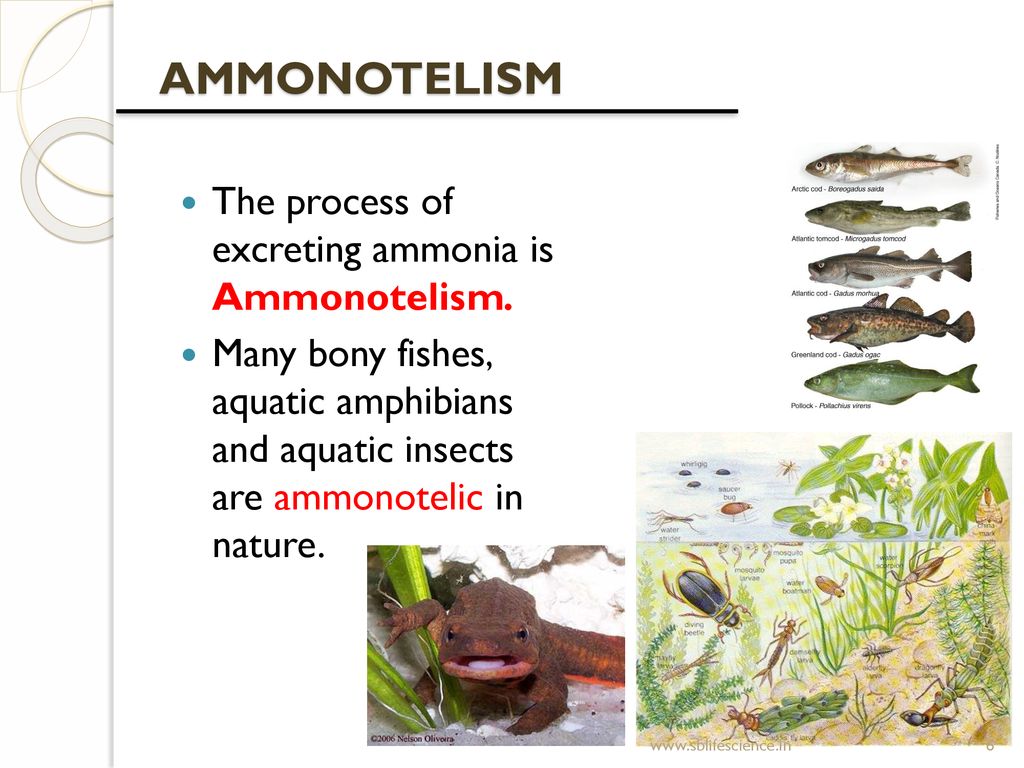 AMMONOTELISM
The process of
excreting ammonia is
Ammonotelism.
Many bony fishes,
aquatic amphibians
and aquatic insects
are ammonotelic in
nature.
Arctic cod - Boreogadus saida
Atlantic tomcod - Microgadus tomcod
Atlantic cod - Gadus morhua
Greenland cod - Gadus ogac
Pollock - Pollachius virens
Fisheries and Oceans Canada
whirligig
saucer
bug
water
strider
china
mark
mosquito
pupa
mosquito
larvae
water
boatman
water
scorpion
diving
beetle
mayfly
larva
damselfly
larva
alderfly
larva
dragonfly
larva
caddis fly larva
©2006 Nelson Oliveira
www.sblifescience.in
6